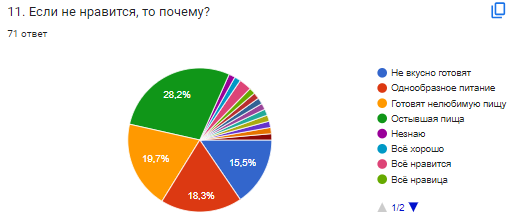 11. Если не нравится, то почему?
71 ответ
Не вкусно готовят
Однообразное питание
Готовят нелюбимую пищу
Остывшая пища
Незнаю
Всё хорошо
Всё нравится
Всё нравица
1/2
28,2%
19,7%
18,3%
15,5%